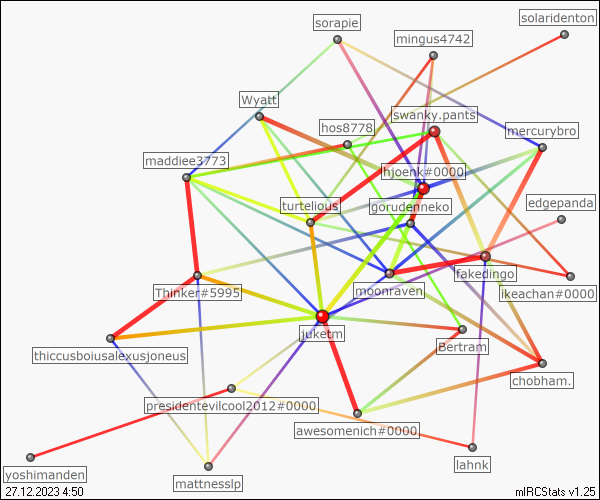 solaridenton
sorapie
mingus4742
Wyatt
swanky.pants
hos8778
mercurybro
maddiee3773
hjoenk#0000
edgepanda
turtelious
gorudenneko
fakedingo
moonraven
Thinker#5995
ikeachan#0000
juketm
Bertram
thiccusboiusalexusjoneus
chobham.
presidentevilcool2012#0000
awesomenich#0000
lahnk
yoshimanden
mattnesslp
27.12.2023 4:50
mIRCStats v1.25